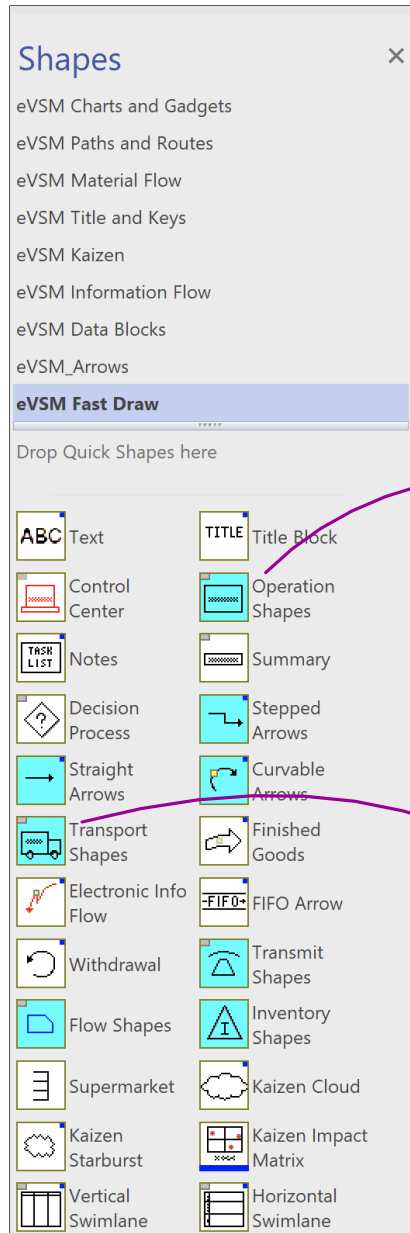 Shapes
eVSM Charts and Gadgets
eVSM Paths and Routes
eVSM Material Flow
eVSM Title and Keys
eVSM Kaizen
eVSM Information Flow
eVSM Data Blocks
eVSM_Arrows
eVSM Fast Draw
Drop Quick Shapes here
ABC Text
TITLE Title Block
Control
Center
Operation
Shapes
TASK
LIST
Notes
Summary
Decision
Process
?
Stepped
Arrows
Straight
Arrows
Curvable
Arrows
Transport
Shapes
Finished
Goods
Electronic Info
Flow
FIFO FIFO Arrow
Withdrawal
Transmit
Shapes
Flow Shapes
I
Inventory
Shapes
Supermarket
Kaizen Cloud
Kaizen
Starburst
Kaizen Impact
Matrix
Vertical
Swimlane
Horizontal
Swimlane